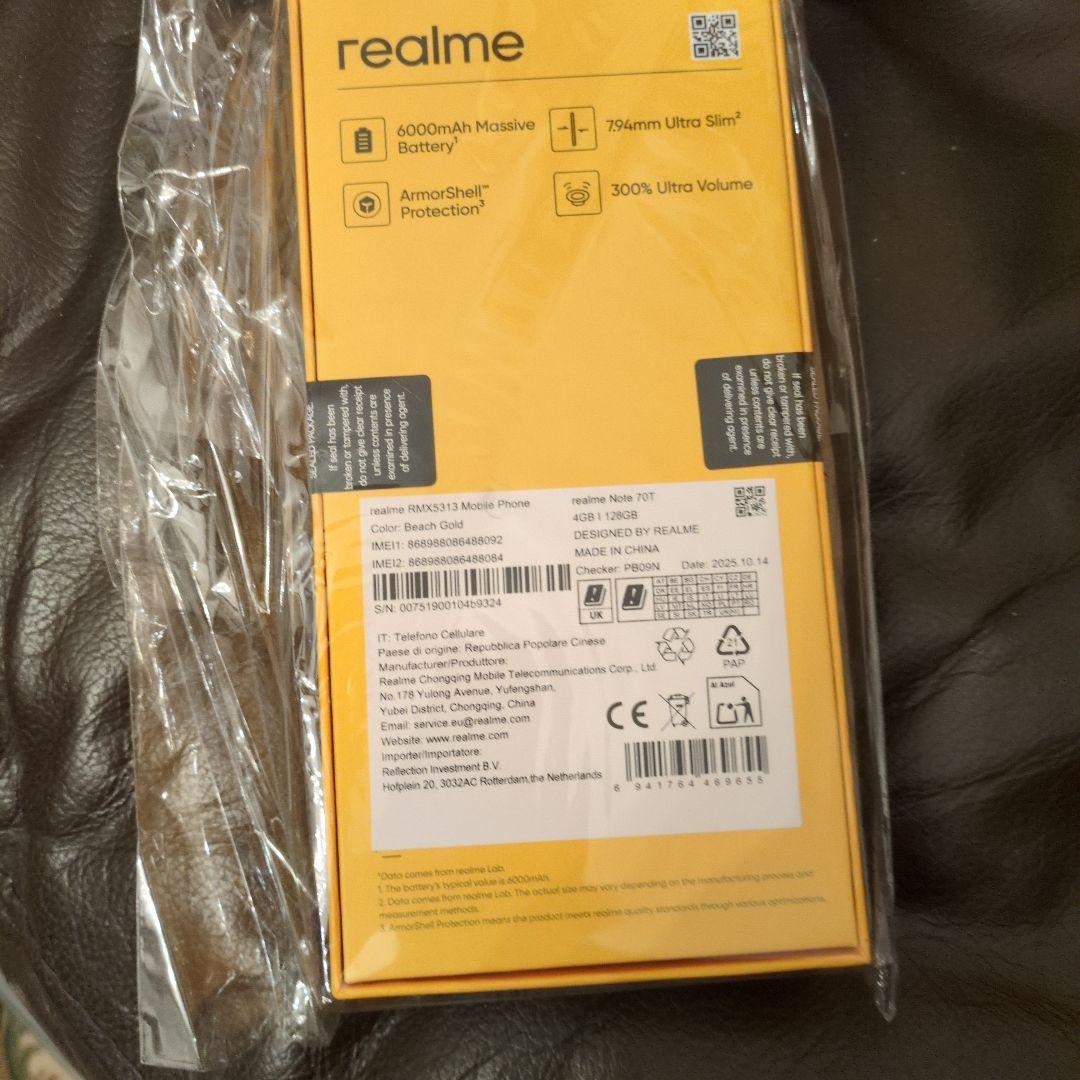 realme
6000mAh Massive
Battery¹
7.94mm Ultra Slim²
ArmorShell™
Protection³
300% Ultra Volume
SEALED PACKAGE
If seal has been
broken or tampered with,
do not give clear receipt
unless contents are
examined in presence
of delivering agent.
If seal has been
broken or tampered with,
do not give clear receipt
unless contents are
examined in presence
of delivering agent.
realme RMX5313 Mobile Phone
Color: Beach Gold
IMEI1: 868988086488092
IMEI2: 868988086488084
S/N: 00751900104b9324
realme Note 70T
4GB | 128GB
DESIGNED BY REALME
MADE IN CHINA
Checker: PB09N Date: 2025.10.14
UK
AT BE BG CH CY CZ DE
IT: Telefono Cellulare
Paese di origine: Repubblica Popolare Cinese
Manufacturer/Produttore:
Realme Chongqing Mobile Telecommunications Corp., Ltd.
No.178 Yulong Avenue, Yufengshan,
Yubei District, Chongqing, China
Email: service.eu@realme.com
Website: www.realme.com
Importer/Importatore:
Reflection Investment B.V.
Hofplein 20, 3032AC Rotterdam,the Netherlands
21
PAP
CE
Al Azul
6 941764 469655
*Data comes from realme Lab.
1. The battery's typical value is 6000mAh.
2. Data comes from realme Lab. The actual size may vary depending on the manufacturing process and
measurement methods.
3. ArmorShell Protection means the product meets realme quality standards through various optimizations.